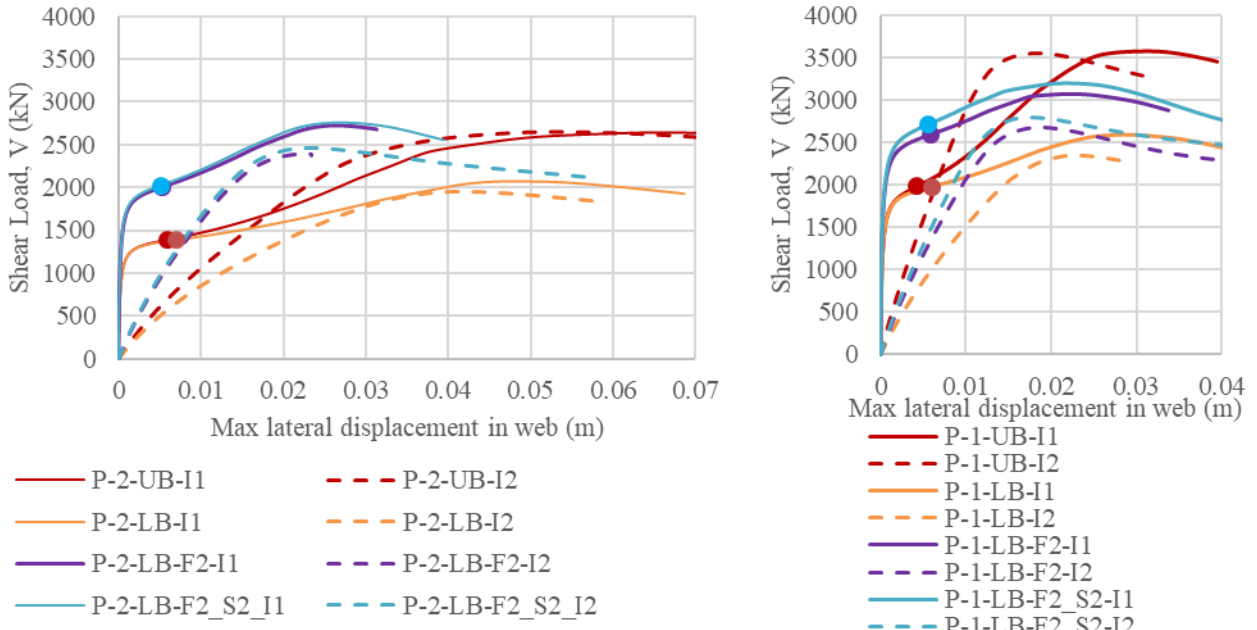 4000
3500
3000
2500
2000
1500
1000
500
0
Shear Load, V (kN)
0 0.01 0.02 0.03 0.04 0.05 0.06 0.07
Max lateral displacement in web (m)
P-2-UB-I1 P-2-UB-I2
P-2-LB-I1 P-2-LB-I2
P-2-LB-F2-I1 P-2-LB-F2-I2
P-2-LB-F2_S2_I1 P-2-LB-F2_S2_I2
4000
3500
3000
2500
2000
1500
1000
500
0
Shear Load, V (kN)
0 0.01 0.02 0.03 0.04
Max lateral displacement in web (m)
P-1-UB-I1
P-1-UB-I2
P-1-LB-I1
P-1-LB-I2
P-1-LB-F2-I1
P-1-LB-F2-I2
P-1-LB-F2_S2-I1
P-1-LB-F2_S2-I2